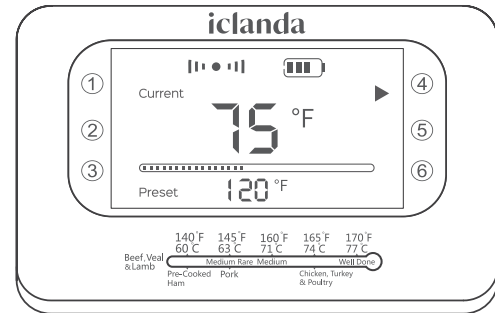 iclanda
① ④
Current
75 °F
② ⑤
③ ⑥
Preset 120 °F
140°F 145°F 160°F 165°F 170°F
60°C 63°C 71°C 74°C 77°C
Beef, Veal & Lamb
Medium Rare Medium Well Done
Pre-Cooked Ham
Pork
Chicken, Turkey & Poultry